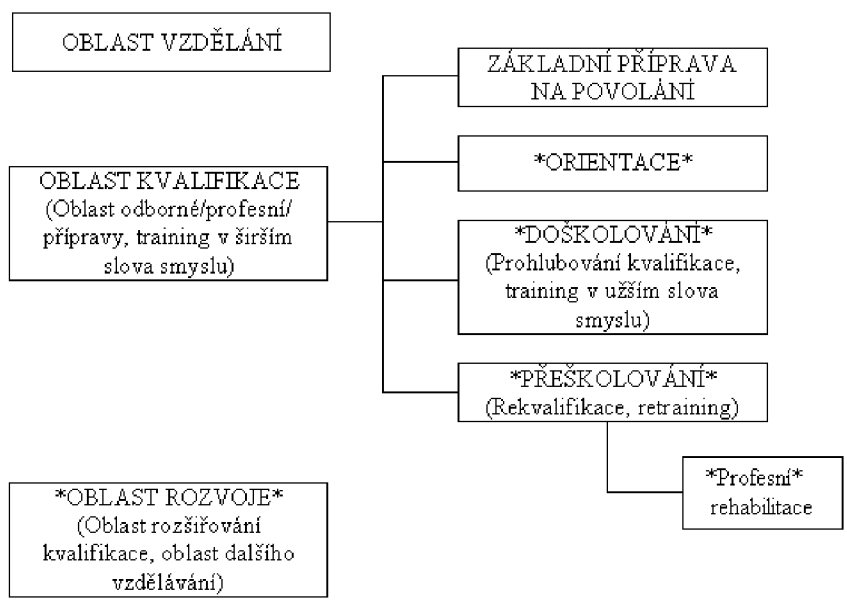 OBLAST VZDĚLÁNÍ
ZÁKLADNÍ PŘÍPRAVA
NA POVOLÁNÍ
*ORIENTACE*
OBLAST KVALIFIKACE
(Oblast odborné/profesní/
přípravy, training v širším
slova smyslu)
*DOŠKOLOVÁNÍ*
(Prohlubování kvalifikace,
training v užším slova
smyslu)
*PŘEŠKOLOVÁNÍ*
(Rekvalifikace, retraining)
*Profesní*
rehabilitace
*OBLAST ROZVOJE*
(Oblast rozšiřování
kvalifikace, oblast dalšího
vzdělávání)